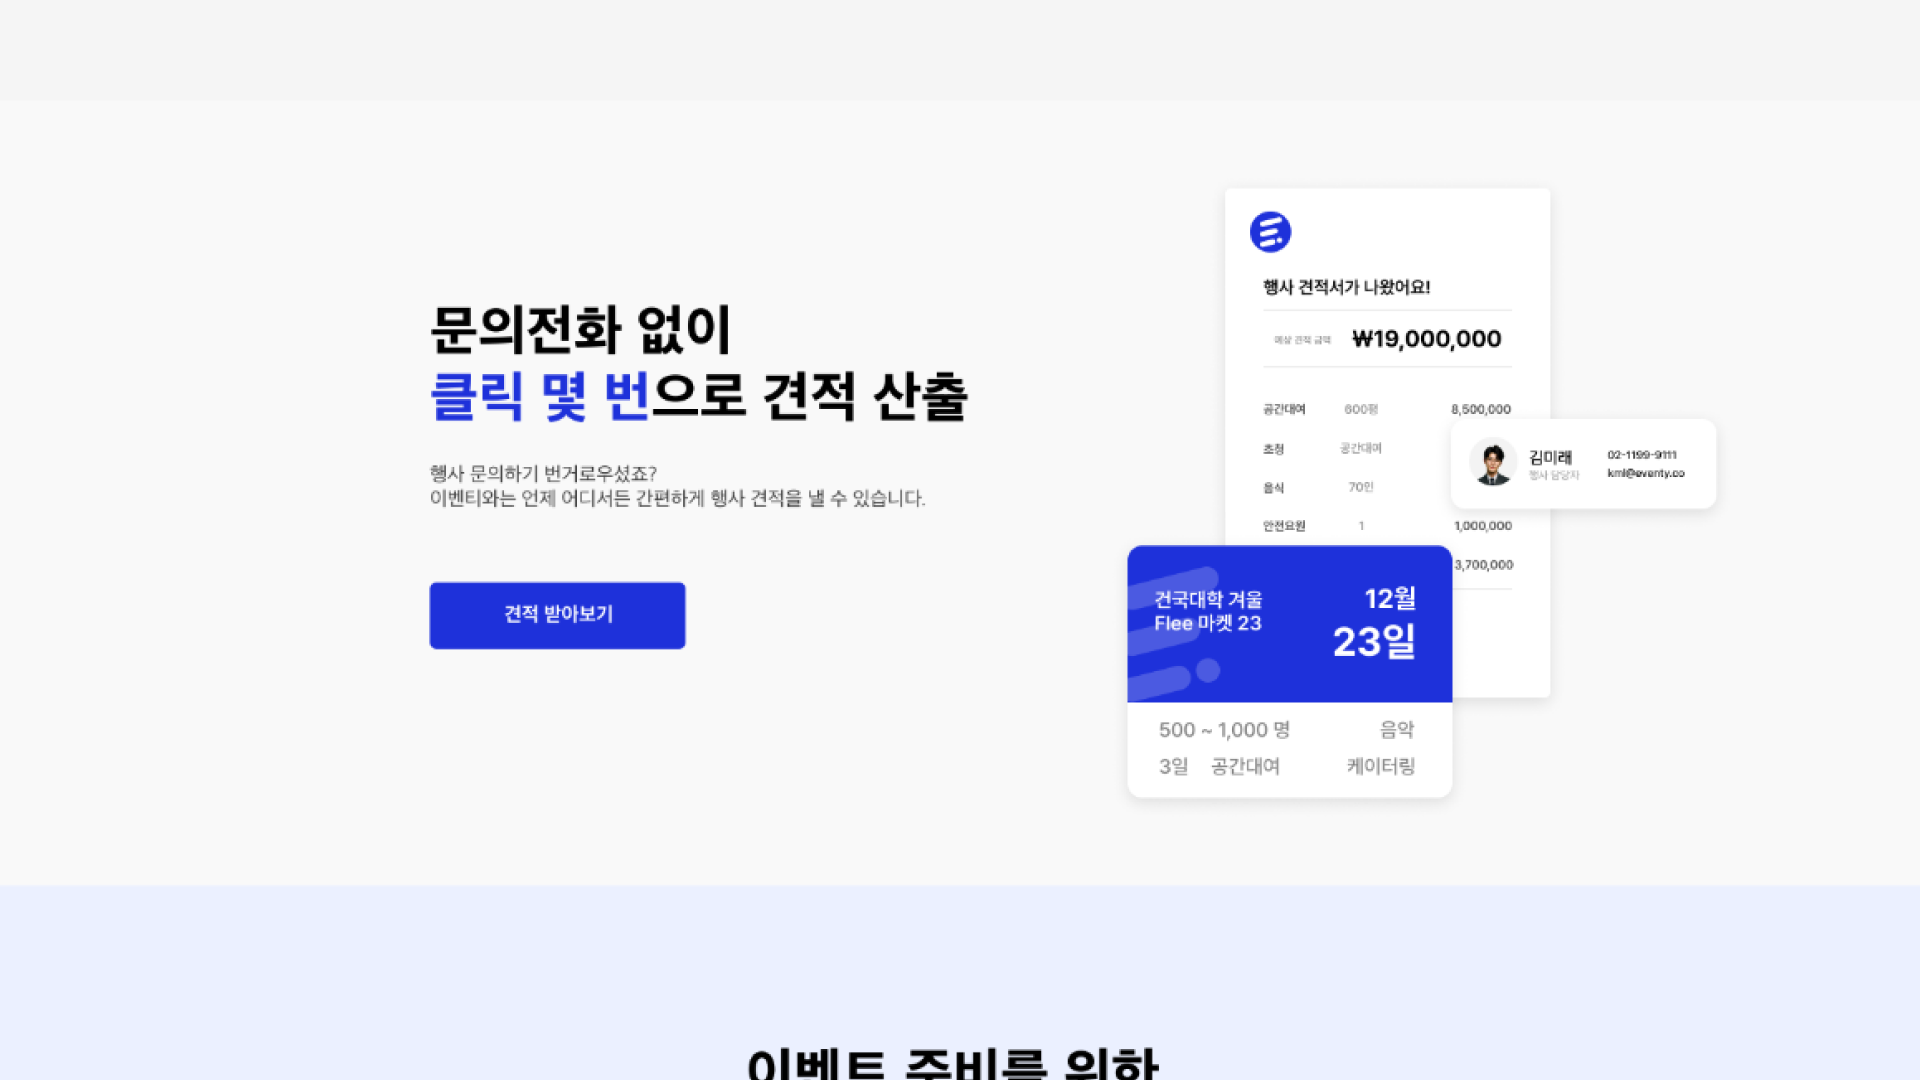 문의전화 없이
클릭 몇 번으로 견적 산출
행사 문의하기 번거로우셨죠?
이벤티와는 언제 어디서든 간편하게 행사 견적을 낼 수 있습니다.
견적 받아보기
행사 견적서가 나왔어요!
예상 견적 금액 ₩19,000,000
공간대여 600평 8,500,000
초청 공간대여
음식 70인
안전요원 1 1,000,000
3,700,000
김미래 02-1199-9111
행사 담당자 kml@eventy.co
건국대학 겨울 12월
Flee 마켓 23 23일
500 ~ 1,000 명 음악
3일 공간대여 케이터링
이벤트 준비를 위한